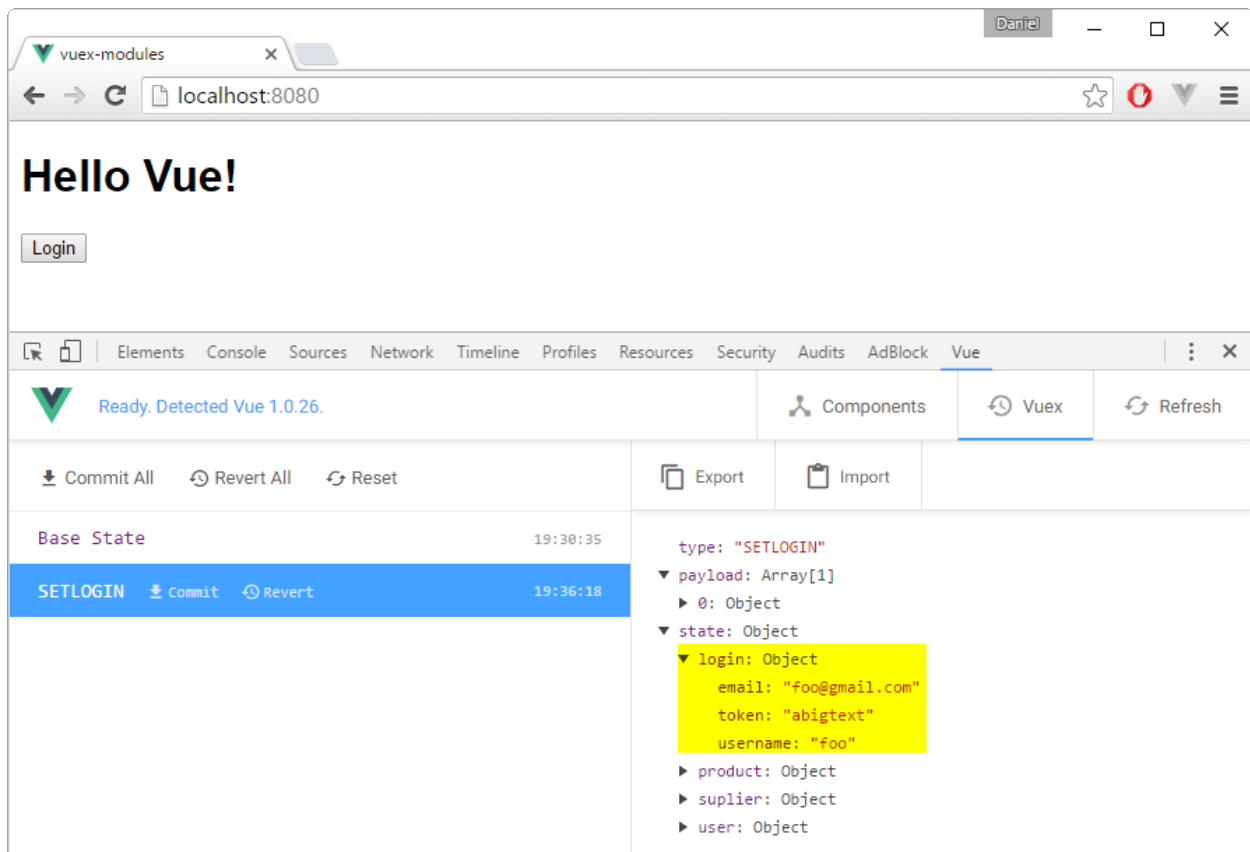 Daniel
vuex-modules
localhost:8080
Hello Vue!
Login
Elements Console Sources Network Timeline Profiles Resources Security Audits AdBlock Vue
Ready. Detected Vue 1.0.26.
Components Vuex Refresh
Commit All Revert All Reset
Export Import
Base State 19:30:35
SETLOGIN Commit Revert 19:36:18
type: "SETLOGIN"
payload: Array[1]
0: Object
state: Object
login: Object
email: "foo@gmail.com"
token: "abigtext"
username: "foo"
product: Object
suplier: Object
user: Object